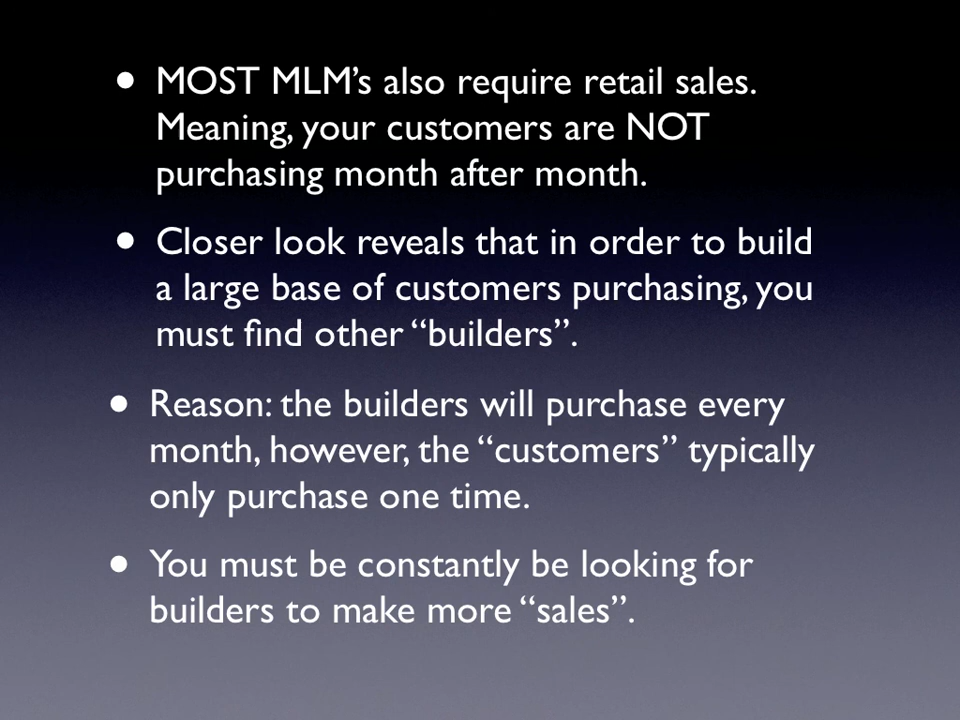 • MOST MLM’s also require retail sales.
Meaning, your customers are NOT
purchasing month after month.
• Closer look reveals that in order to build
a large base of customers purchasing, you
must find other “builders”.
• Reason: the builders will purchase every
month, however, the “customers” typically
only purchase one time.
• You must be constantly be looking for
builders to make more “sales”.